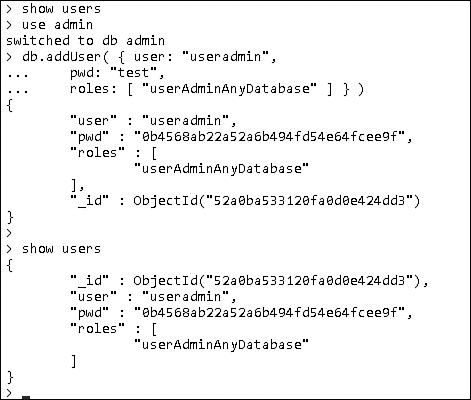 > show users
> use admin
switched to db admin
> db.addUser( { user: "useradmin",
...     pwd: "test",
...     roles: [ "userAdminAnyDatabase" ] } )
{
        "user" : "useradmin",
        "pwd" : "0b4568ab22a52a6b494fd54e64fcee9f",
        "roles" : [
                "userAdminAnyDatabase"
        ],
        "_id" : ObjectId("52a0ba533120fa0d0e424dd3")
}
>
> show users
{
        "_id" : ObjectId("52a0ba533120fa0d0e424dd3"),
        "user" : "useradmin",
        "pwd" : "0b4568ab22a52a6b494fd54e64fcee9f",
        "roles" : [
                "userAdminAnyDatabase"
        ]
}
> _